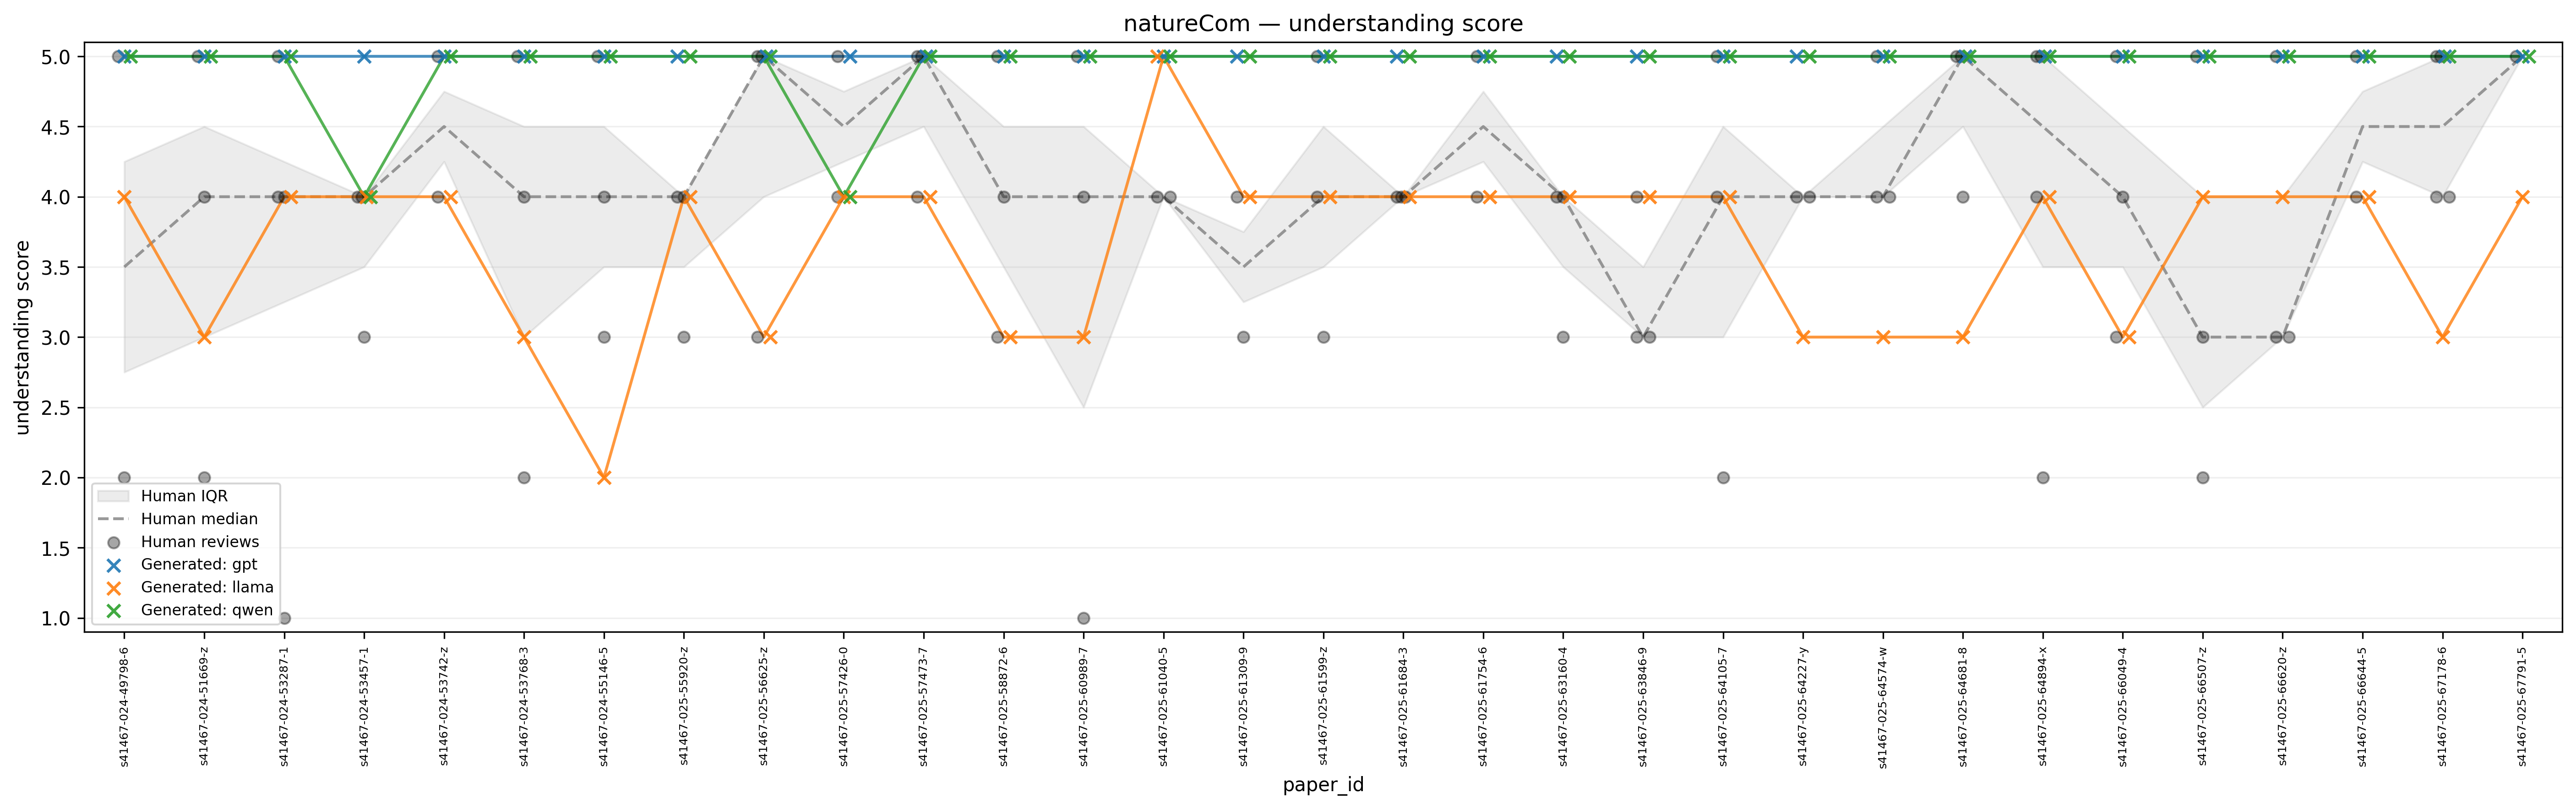 natureCom — understanding score
understanding score
5.0
4.5
4.0
3.5
3.0
2.5
2.0
1.5
1.0
Human IQR
Human median
Human reviews
Generated: gpt
Generated: llama
Generated: qwen
s41467-024-49798-6
s41467-024-51669-z
s41467-024-53287-1
s41467-024-53457-1
s41467-024-53742-z
s41467-024-53768-3
s41467-024-55146-5
s41467-025-55920-z
s41467-025-56625-z
s41467-025-57426-0
s41467-025-57473-7
s41467-025-58872-6
s41467-025-60989-7
s41467-025-61040-5
s41467-025-61309-9
s41467-025-61599-z
s41467-025-61684-3
s41467-025-61754-6
s41467-025-63160-4
s41467-025-63846-9
s41467-025-64105-7
s41467-025-64227-y
s41467-025-64574-w
s41467-025-64681-8
s41467-025-64894-x
s41467-025-66049-4
s41467-025-66507-z
s41467-025-66620-z
s41467-025-66644-5
s41467-025-67178-6
s41467-025-67791-5
paper_id